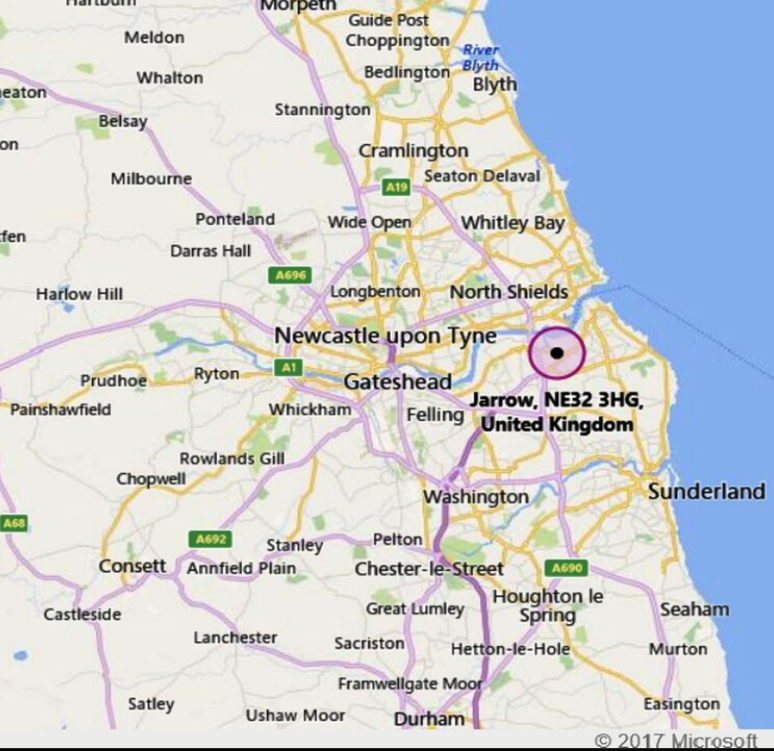 Morpeth
Guide Post
Meldon
Choppington
River
Blyth
Whalton
Bedlington
Blyth
Stannington
Belsay
Cramlington
Milbourne
Seaton Delaval
A19
Ponteland
Wide Open
Whitley Bay
Darras Hall
A696
Harlow Hill
Longbenton
North Shields
Newcastle upon Tyne
Prudhoe
Ryton
A1
Gateshead
Painshawfield
Whickham
Felling
Jarrow, NE32 3HG,
United Kingdom
Rowlands Gill
Chopwell
Washington
Sunderland
A68
A692
Stanley
Pelton
Consett
Annfield Plain
Chester-le-Street
A690
Castleside
Great Lumley
Houghton le
Spring
Seaham
Lanchester
Sacriston
Hetton-le-Hole
Murton
Framwellgate Moor
Satley
Ushaw Moor
Durham
Easington
© 2017 Microsoft